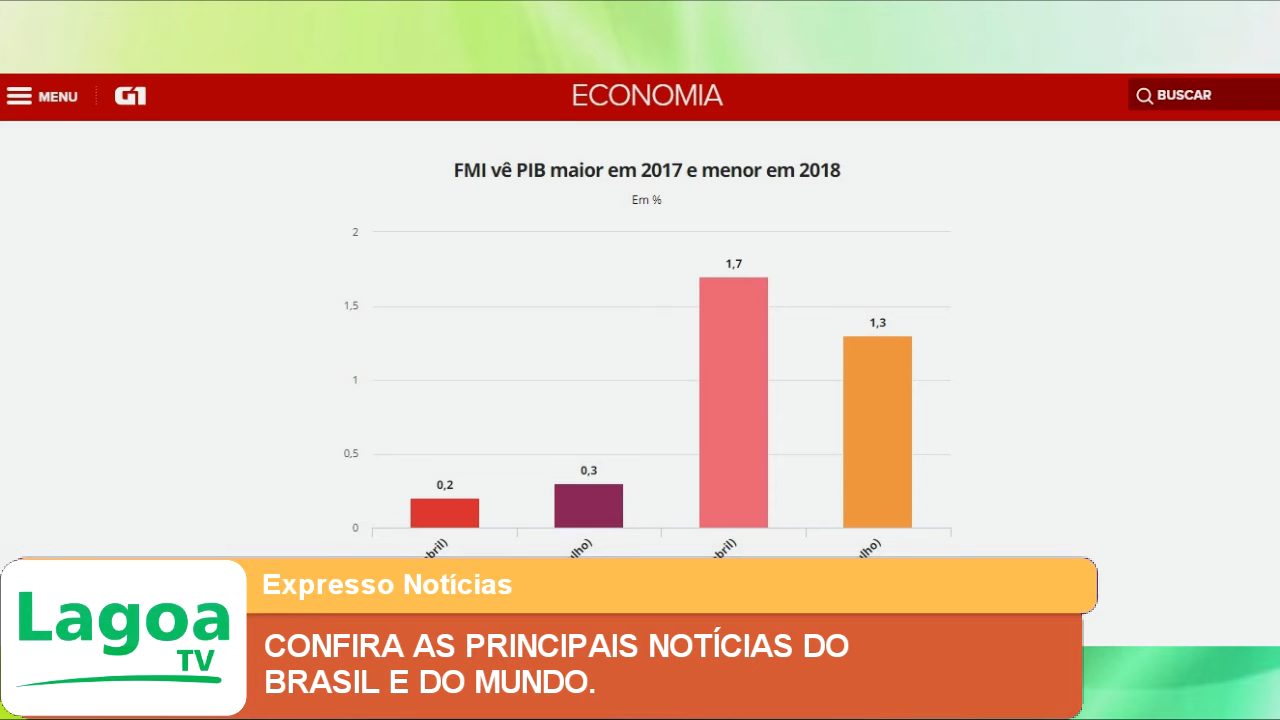 MENU G1 ECONOMIA BUSCAR
FMI vê PIB maior em 2017 e menor em 2018
Em %
2
1,5
1
0,5
0
0,2
0,3
1,7
1,3
Expresso Notícias
Lagoa
TV
CONFIRA AS PRINCIPAIS NOTÍCIAS DO
BRASIL E DO MUNDO.